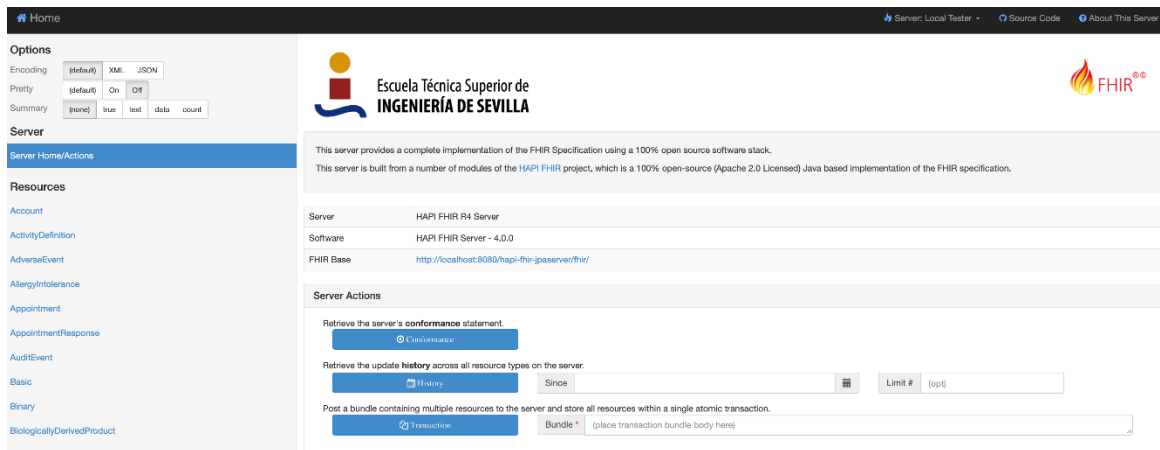 Home
Server: Local Tester
Source Code
About This Server
Options
Encoding (default) XML JSON
Pretty (default) On Off
Summary (none) true text data count
Server
Server Home/Actions
Resources
Account
ActivityDefinition
AdverseEvent
AllergyIntolerance
Appointment
AppointmentResponse
AuditEvent
Basic
Binary
BiologicallyDerivedProduct
Escuela Técnica Superior de
INGENIERÍA DE SEVILLA
FHIR®©
This server provides a complete implementation of the FHIR Specification using a 100% open source software stack.
This server is built from a number of modules of the HAPI FHIR project, which is a 100% open-source (Apache 2.0 Licensed) Java based implementation of the FHIR specification.
Server HAPI FHIR R4 Server
Software HAPI FHIR Server - 4.0.0
FHIR Base http://localhost:8080/hapi-fhir-jpaserver/fhir/
Server Actions
Retrieve the server's conformance statement.
Conformance
Retrieve the update history across all resource types on the server.
History Since Limit # (opt)
Post a bundle containing multiple resources to the server and store all resources within a single atomic transaction.
Transaction Bundle * (place transaction bundle body here)